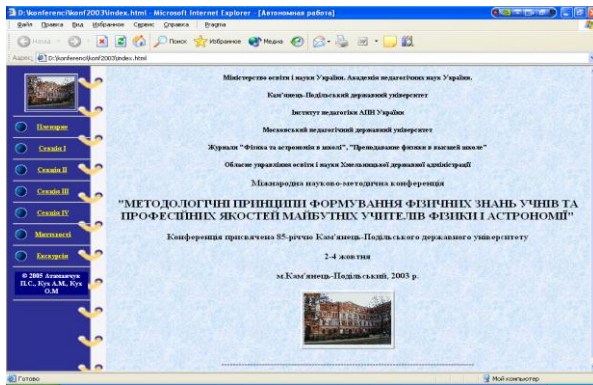 D:\konferenc\konf2003\index.html - Microsoft Internet Explorer - [Автономная работа]
Файл Правка Вид Избранное Сервис Справка Pragma
Назад Поиск Избранное Медиа
Адрес: D:\konferenc\konf2003\index.html
Міністерство освіти і науки України. Академія педагогічних наук України.
Кам'янець-Подільський державний університет
Інститут педагогіки АПН України
Московський педагогічний державний університет
Журнали "Фізика та астрономія в школі", "Преподавание физики в высшей школе"
Обласне управління освіти і науки Хмельницької державної адміністрації
Міжнародна науково-методична конференція
"МЕТОДОЛОГІЧНІ ПРИНЦИПИ ФОРМУВАННЯ ФІЗИЧНИХ ЗНАНЬ УЧНІВ ТА
ПРОФЕСІЙНИХ ЯКОСТЕЙ МАЙБУТНІХ УЧИТЕЛІВ ФІЗИКИ І АСТРОНОМІЇ"
Конференція присвячена 85-річчю Кам'янець-Подільського державного університету
2-4 жовтня
м.Кам'янець-Подільський, 2003 р.
Пленарне
Секція I
Секція II
Секція III
Секція IV
Екскурсія
© 2005 Атаманчук
П.С., Кух А.М., Кух
О.М
Готово
Мой компьютер